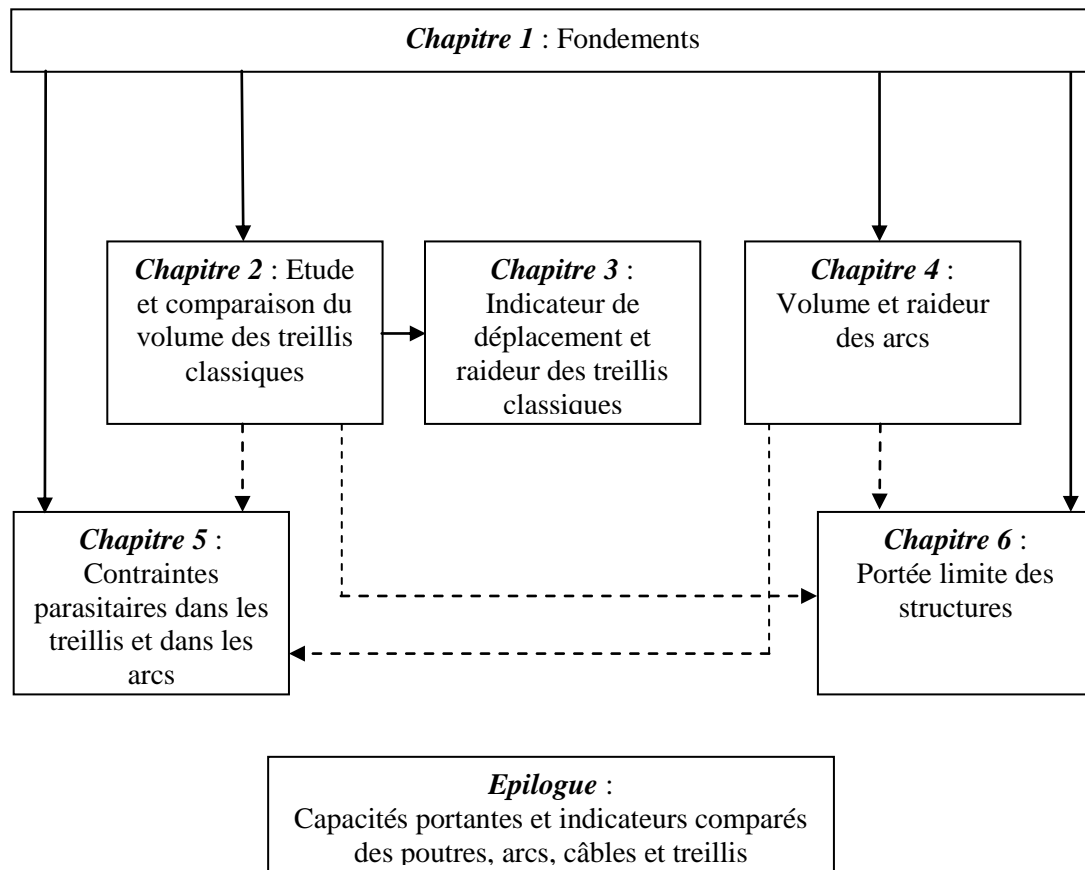 Chapitre 1 : Fondements
Chapitre 2 : Etude
et comparaison du
volume des treillis
classiques
Chapitre 3 :
Indicateur de
déplacement et
raideur des treillis
classiques
Chapitre 4 :
Volume et raideur
des arcs
Chapitre 5 :
Contraintes
parasitaires dans les
treillis et dans les
arcs
Chapitre 6 :
Portée limite des
structures
Epilogue :
Capacités portantes et indicateurs comparés
des poutres, arcs, câbles et treillis